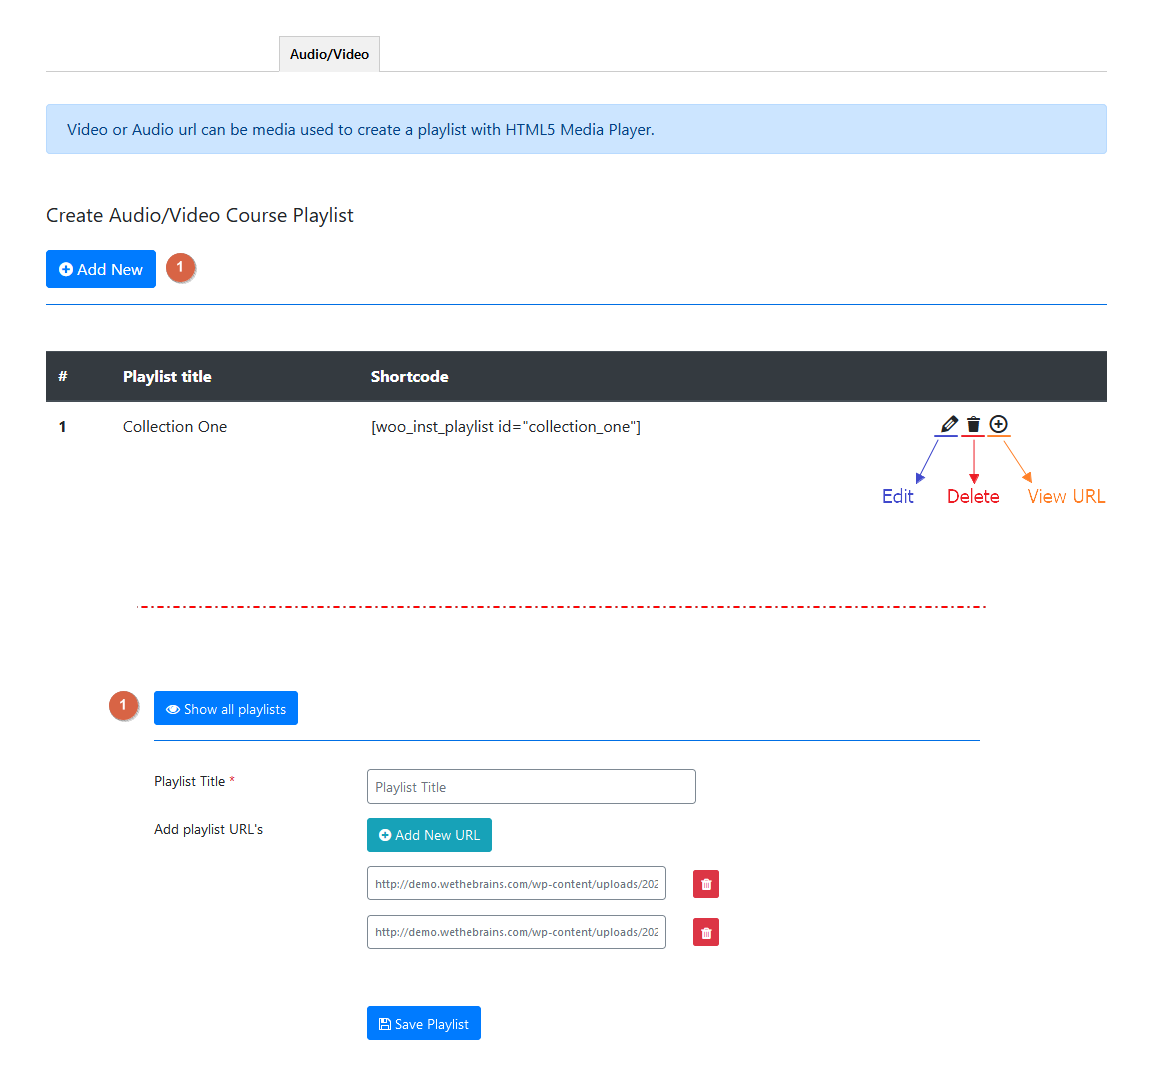 Audio/Video
Video or Audio url can be media used to create a playlist with HTML5 Media Player.
Create Audio/Video Course Playlist
Add New 1
# Playlist title Shortcode
1 Collection One [woo_inst_playlist id="collection_one"]
Edit Delete View URL
1 Show all playlists
Playlist Title * Playlist Title
Add playlist URL's Add New URL
http://demo.wethebrains.com/wp-content/uploads/202
http://demo.wethebrains.com/wp-content/uploads/202
Save Playlist